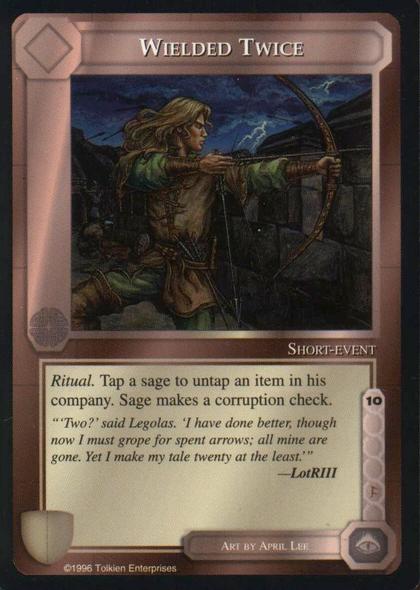 WIELDED TWICE
SHORT-EVENT
Ritual. Tap a sage to untap an item in his
company. Sage makes a corruption check.
10
“‘Two?’ said Legolas. ‘I have done better, though
now I must grope for spent arrows; all mine are
gone. Yet I make my tale twenty at the least.’”
—LotRIII
ART BY APRIL LEE
©1996 Tolkien Enterprises